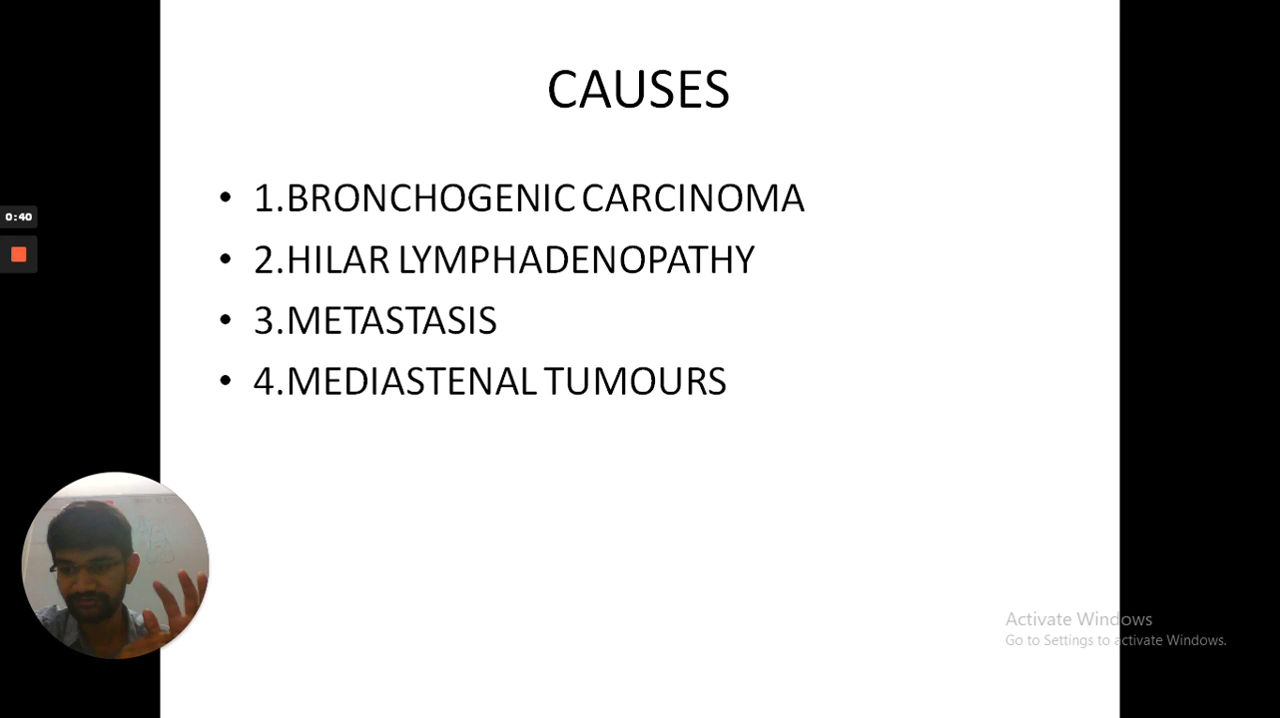 CAUSES
• 1.BRONCHOGENIC CARCINOMA
• 2.HILAR LYMPHADENOPATHY
• 3.METASTASIS
• 4.MEDIASTENAL TUMOURS
0:40
Activate Windows
Go to Settings to activate Windows.